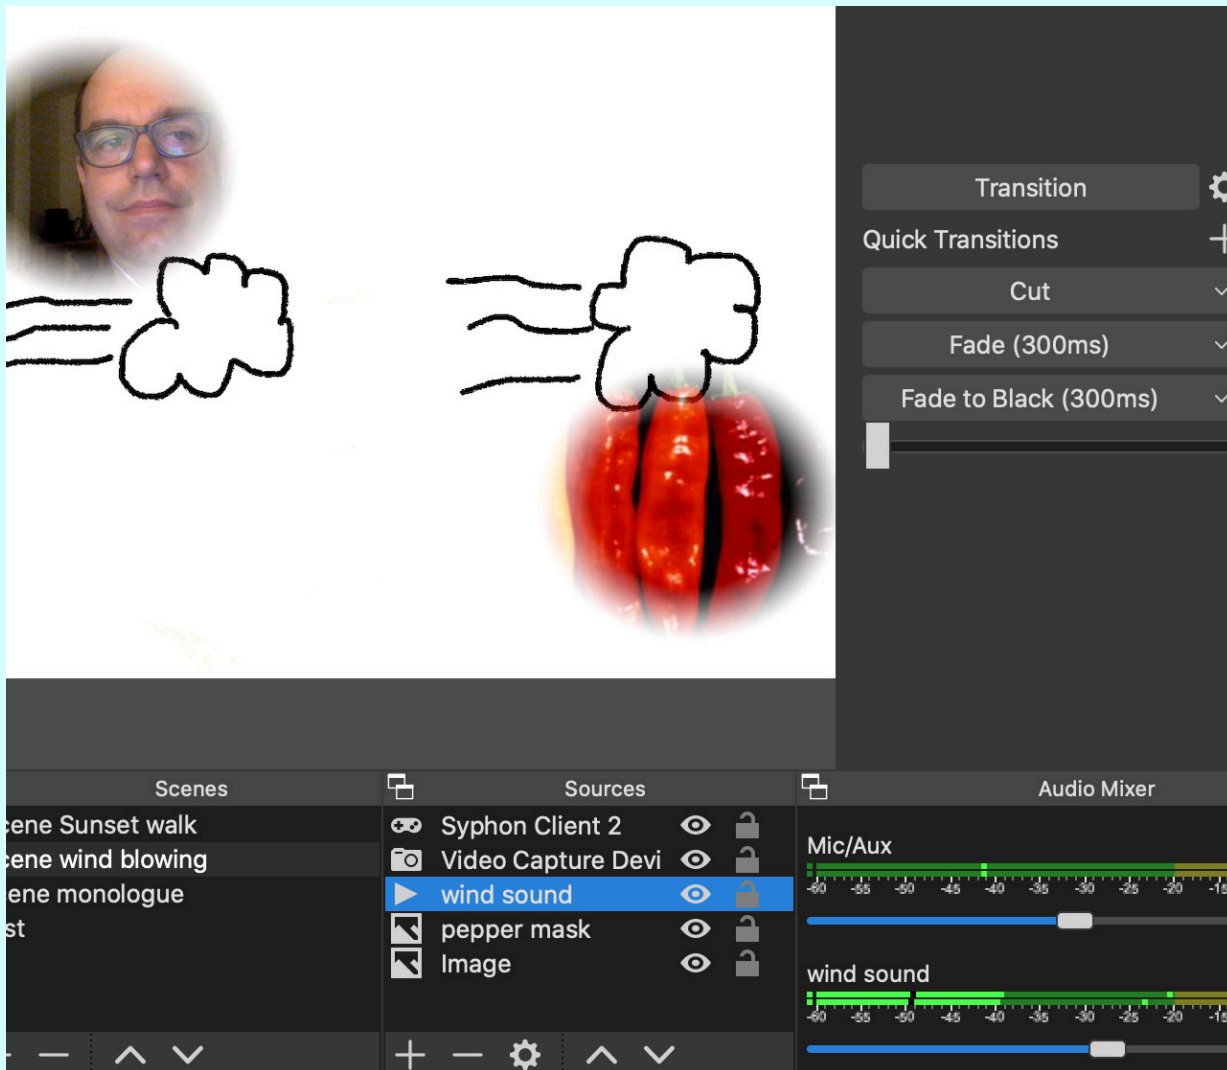 Transition
Quick Transitions
Cut
Fade (300ms)
Fade to Black (300ms)
Scenes
cene Sunset walk
cene wind blowing
cene monologue
st
Sources
Syphon Client 2
Video Capture Devi
wind sound
pepper mask
Image
Audio Mixer
Mic/Aux
-60 -55 -50 -45 -40 -35 -30 -25 -20 -15
wind sound
-60 -55 -50 -45 -40 -35 -30 -25 -20 -15